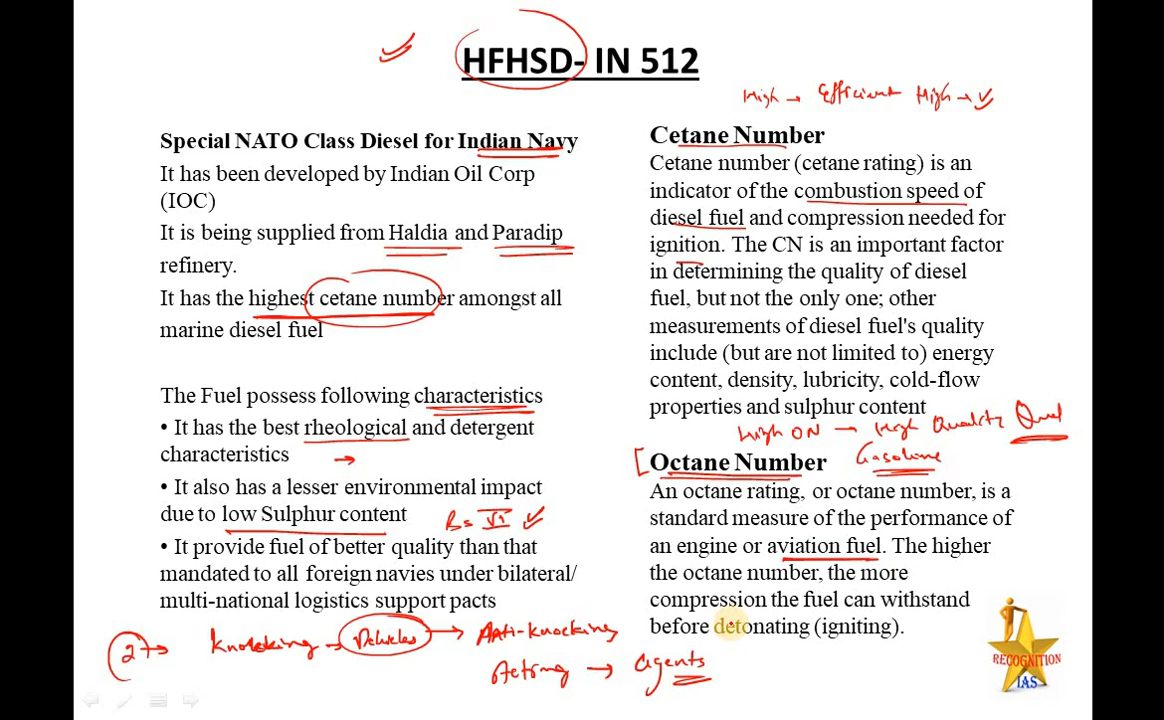 HFHSD- IN 512
High → Efficient High →
Special NATO Class Diesel for Indian Navy
It has been developed by Indian Oil Corp
(IOC)
It is being supplied from Haldia and Paradip
refinery.
It has the highest cetane number amongst all
marine diesel fuel
The Fuel possess following characteristics
• It has the best rheological and detergent
characteristics
• It also has a lesser environmental impact
due to low Sulphur content
BS VI
• It provide fuel of better quality than that
mandated to all foreign navies under bilateral/
multi-national logistics support pacts
Cetane Number
Cetane number (cetane rating) is an
indicator of the combustion speed of
diesel fuel and compression needed for
ignition. The CN is an important factor
in determining the quality of diesel
fuel, but not the only one; other
measurements of diesel fuel's quality
include (but are not limited to) energy
content, density, lubricity, cold-flow
properties and sulphur content
High ON → High Quality
Octane Number Gasoline
An octane rating, or octane number, is a
standard measure of the performance of
an engine or aviation fuel. The higher
the octane number, the more
compression the fuel can withstand
before detonating (igniting).
→ Anti-Knocking
→ agents
RECOGNITION
IAS